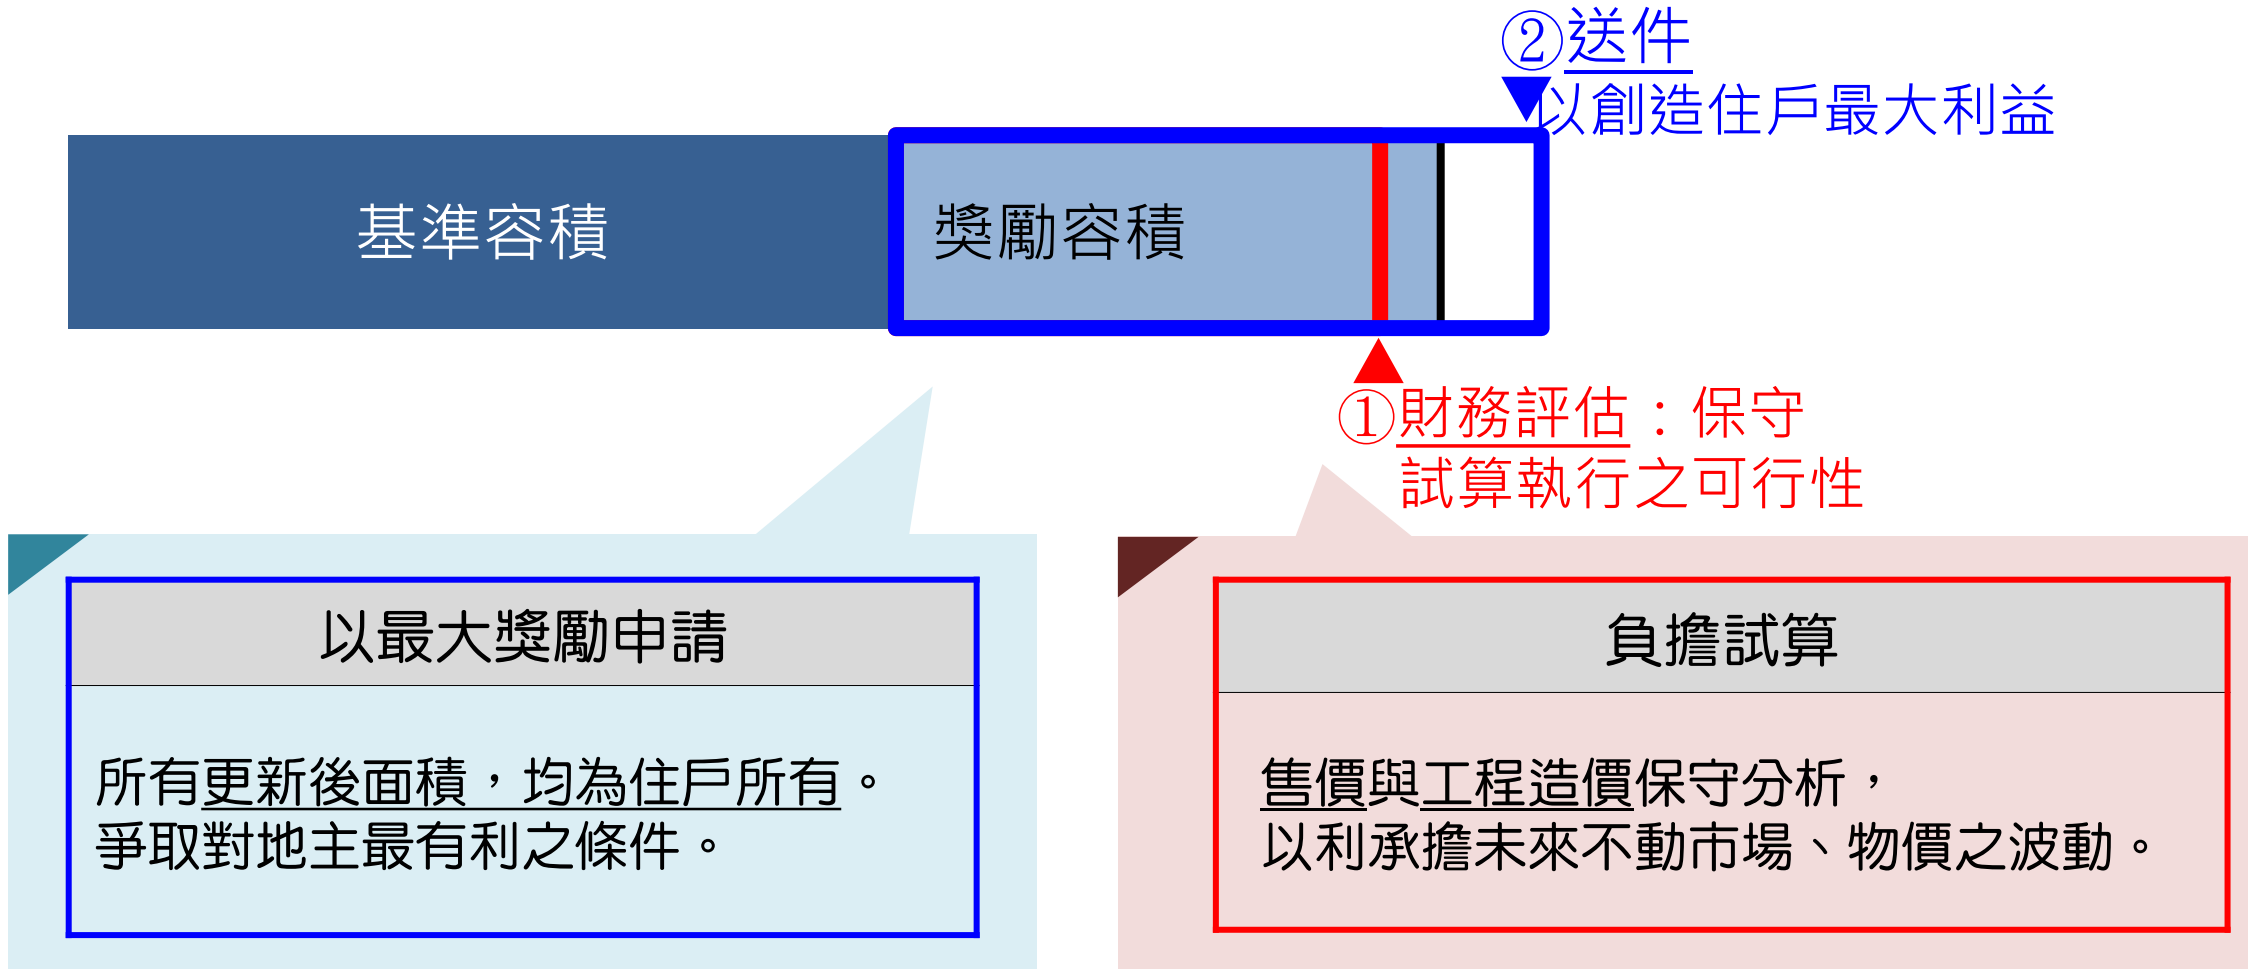 ②送件
以創造住戶最大利益
基準容積
獎勵容積
①財務評估：保守
試算執行之可行性
以最大獎勵申請
所有更新後面積，均為住戶所有。
爭取對地主最有利之條件。
負擔試算
售價與工程造價保守分析，
以利承擔未來不動市場、物價之波動。